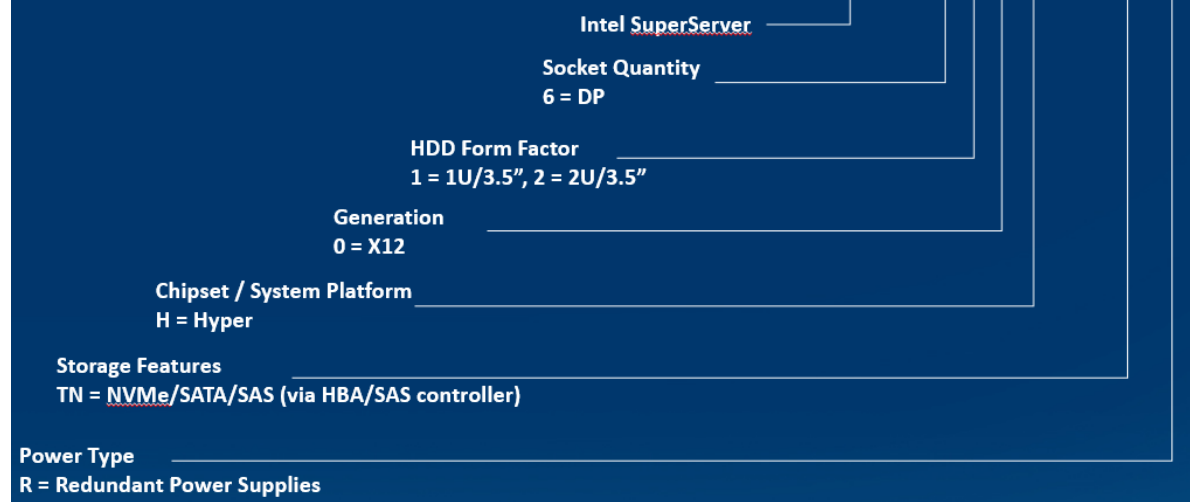 Intel SuperServer
Socket Quantity
6 = DP
HDD Form Factor
1 = 1U/3.5”, 2 = 2U/3.5”
Generation
0 = X12
Chipset / System Platform
H = Hyper
Storage Features
TN = NVMe/SATA/SAS (via HBA/SAS controller)
Power Type
R = Redundant Power Supplies